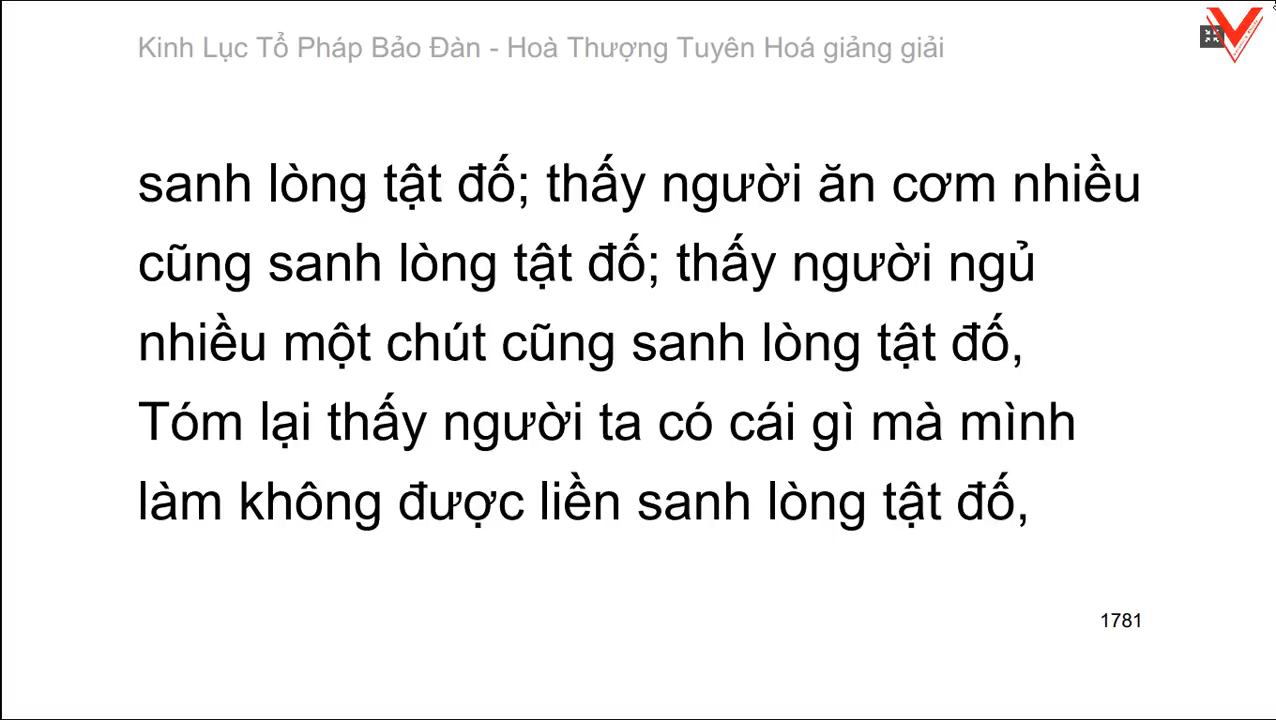 Kinh Lục Tổ Pháp Bảo Đàn - Hoà Thượng Tuyên Hoá giảng giải
sanh lòng tật đố; thấy người ăn cơm nhiều
cũng sanh lòng tật đố; thấy người ngủ
nhiều một chút cũng sanh lòng tật đố,
Tóm lại thấy người ta có cái gì mà mình
làm không được liền sanh lòng tật đố,
1781